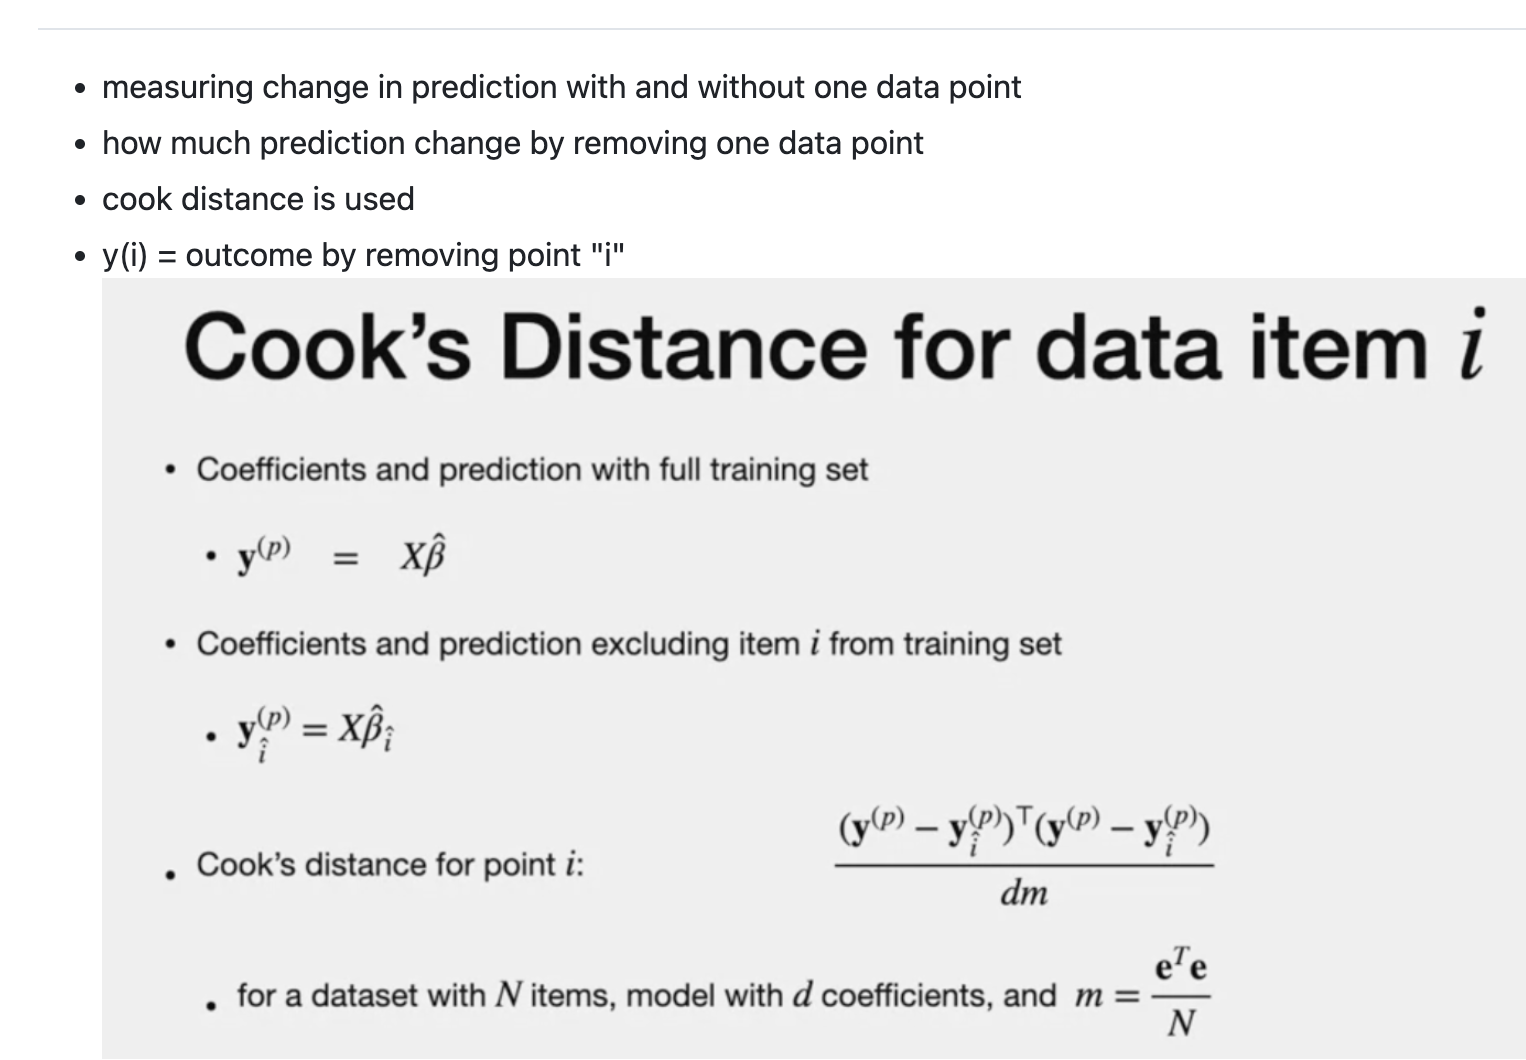 • measuring change in prediction with and without one data point
• how much prediction change by removing one data point
• cook distance is used
• y(i) = outcome by removing point "i"
Cook's Distance for data item i
• Coefficients and prediction with full training set
• $\mathbf{y}^{(p)} = X\hat{\beta}$
• Coefficients and prediction excluding item i from training set
• $\mathbf{y}_{\hat{i}}^{(p)} = X\hat{\beta}_{\hat{i}}$
• Cook's distance for point i: $\frac{(\mathbf{y}^{(p)} - \mathbf{y}_{\hat{i}}^{(p)})^{\mathsf{T}}(\mathbf{y}^{(p)} - \mathbf{y}_{\hat{i}}^{(p)})}{dm}$
• for a dataset with N items, model with d coefficients, and $m = \frac{\mathbf{e}^{T}\mathbf{e}}{N}$